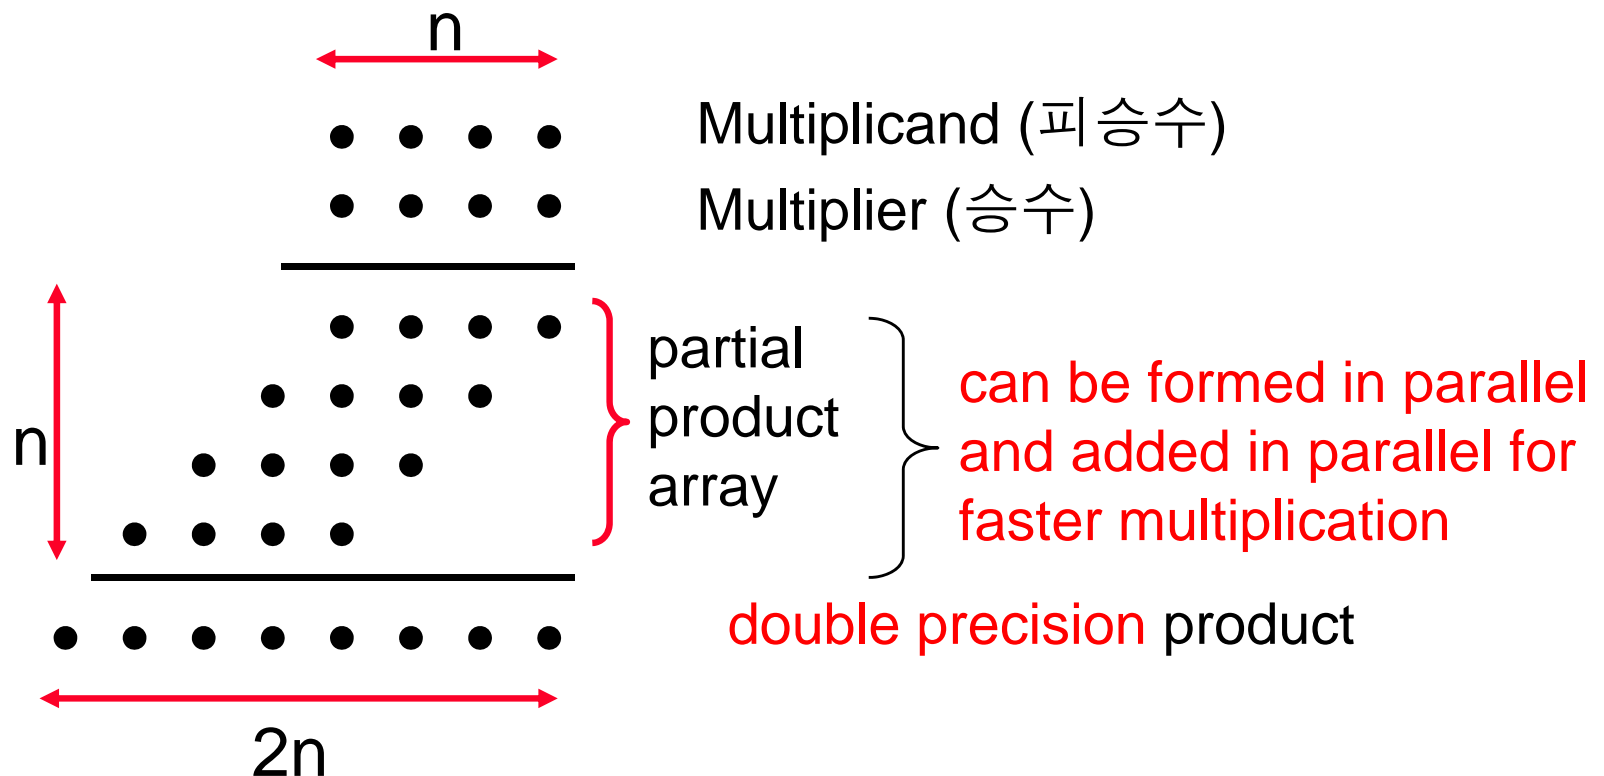 n
Multiplicand (피승수)
Multiplier (승수)
n
partial
product
array
can be formed in parallel
and added in parallel for
faster multiplication
double precision product
2n